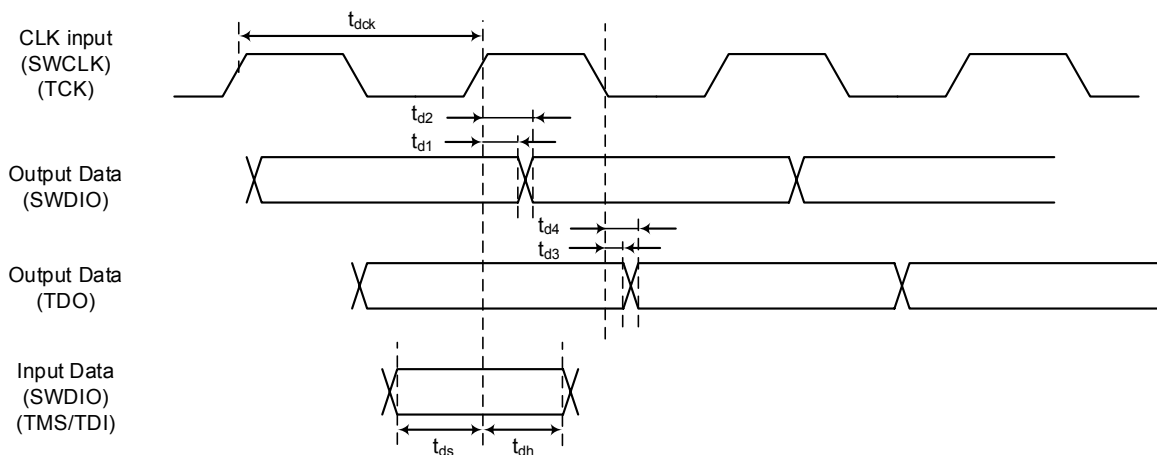 t_dck
CLK input
(SWCLK)
(TCK)
t_d2
t_d1
Output Data
(SWDIO)
t_d4
t_d3
Output Data
(TDO)
Input Data
(SWDIO)
(TMS/TDI)
t_ds
t_dh